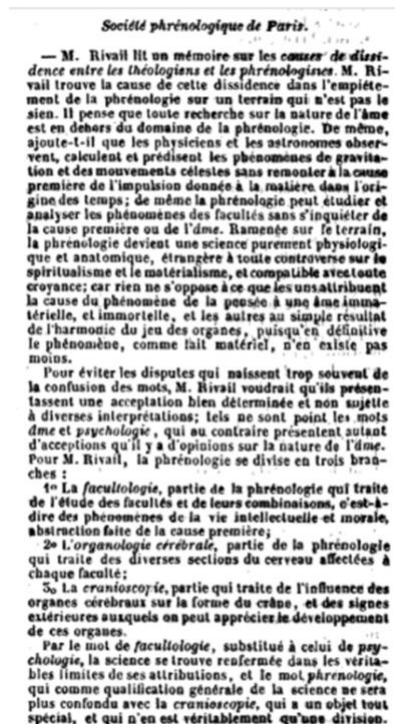 Société phrénologique de Paris.
— M. Rivail lit un mémoire sur les causes de dissi-
dence entre les théologiens et les phrénologistes. M. Ri-
vail trouve la cause de cette dissidence dans l'empiéte-
ment de la phrénologie sur un terrain qui n'est pas le
sien. Il pense que toute recherche sur la nature de l'âme
est en dehors du domaine de la phrénologie. De même,
ajoute-t-il que les physiciens et les astronomes obser-
vent, calculent et prédisent les phénomènes de gravita-
tion et des mouvements célestes sans remonter à la cause
première de l'impulsion donnée à la matière dans l'ori-
gine des temps; de même la phrénologie peut étudier et
analyser les phénomènes des facultés sans s'inquiéter de
la cause première ou de l'âme. Ramenée sur ce terrain,
la phrénologie devient une science purement physiologi-
que et anatomique, étrangère à toute controverse sur le
spiritualisme et le matérialisme, et compatible avec toute
croyance; car rien ne s'oppose à ce que les uns attribuent
la cause du phénomène de la pensée à une âme imma-
térielle, et immortelle, et les autres au simple résultat
de l'harmonie du jeu des organes, puisqu'en définitive
le phénomène, comme fait matériel, n'en existe pas
moins.
Pour éviter les disputes qui naissent trop souvent de
la confusion des mots, M. Rivail voudrait qu'ils présen-
tassent une acceptation bien déterminée et non sujette
à diverses interprétations; tels ne sont point les mots
âme et psychologie, qui au contraire présentent autant
d'acceptions qu'il y a d'opinions sur la nature de l'âme.
Pour M. Rivail, la phrénologie se divise en trois bran-
ches :
1º La facultologie, partie de la phrénologie qui traite
de l'étude des facultés et de leurs combinaisons, c'est-à-
dire des phénomènes de la vie intellectuelle et morale,
abstraction faite de la cause première;
2º L'organologie cérébrale, partie de la phrénologie
qui traite des diverses sections du cerveau affectées à
chaque faculté;
3º La cranioscopie, partie qui traite de l'influence des
organes cérébraux sur la forme du crâne, et des signes
extérieures auxquels on peut apprécier le développement
de ces organes.
Par le mot de facultologie, substitué à celui de psy-
chologie, la science se trouve renfermée dans les vérita-
bles limites de ses attributions, et le mot phrénologie,
qui comme qualification générale de la science ne sera
plus confondu avec la cranioscopie, qui a un objet tout
spécial, et qui n'en est véritablement qu'une division.